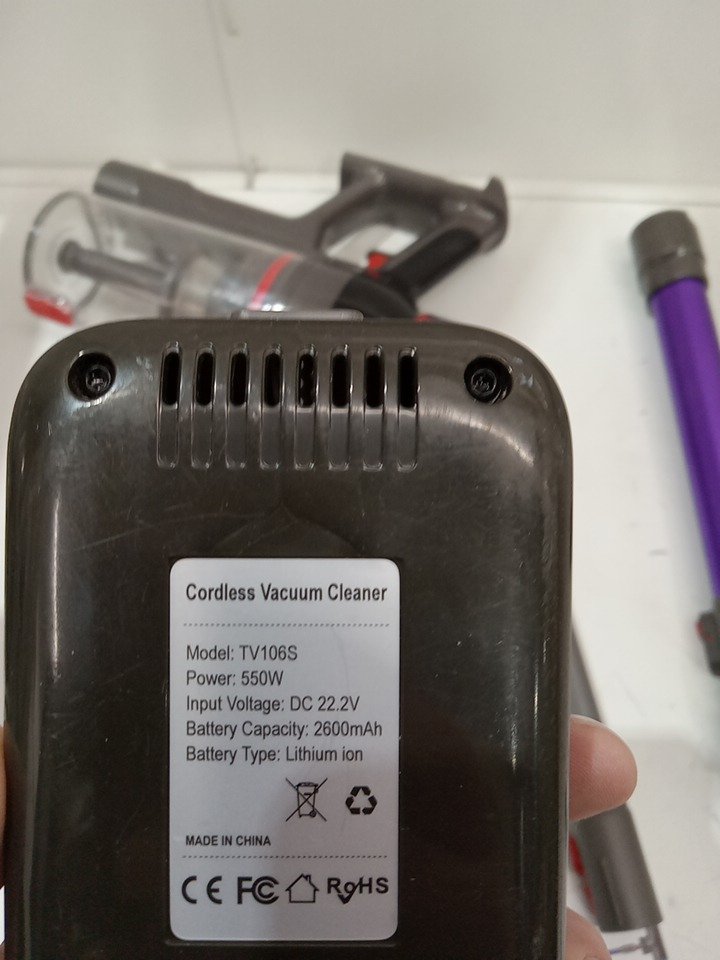 Cordless Vacuum Cleaner
Model: TV106S
Power: 550W
Input Voltage: DC 22.2V
Battery Capacity: 2600mAh
Battery Type: Lithium ion
MADE IN CHINA
CE FC RoHS